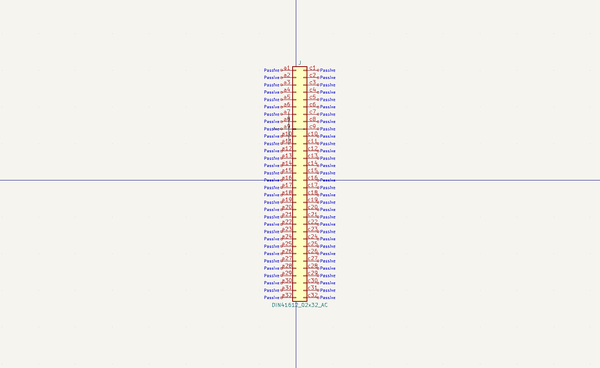 J
Passive a1 c1 Passive
Passive a2 c2 Passive
Passive a3 c3 Passive
Passive a4 c4 Passive
Passive a5 c5 Passive
Passive a6 c6 Passive
Passive a7 c7 Passive
Passive a8 c8 Passive
a9 c9 Passive
Passive a10 c10 Passive
Passive a11 c11 Passive
Passive a12 c12 Passive
Passive a13 c13 Passive
Passive a14 c14 Passive
Passive a15 c15 Passive
Passive a16 c16 Passive
Passive a17 c17 Passive
Passive a18 c18 Passive
Passive a19 c19 Passive
Passive a20 c20 Passive
Passive a21 c21 Passive
Passive a22 c22 Passive
Passive a23 c23 Passive
Passive a24 c24 Passive
Passive a25 c25 Passive
Passive a26 c26 Passive
Passive a27 c27 Passive
Passive a28 c28 Passive
Passive a29 c29 Passive
Passive a30 c30 Passive
Passive a31 c31 Passive
Passive a32 c32 Passive
DIN41612_02x32_AC